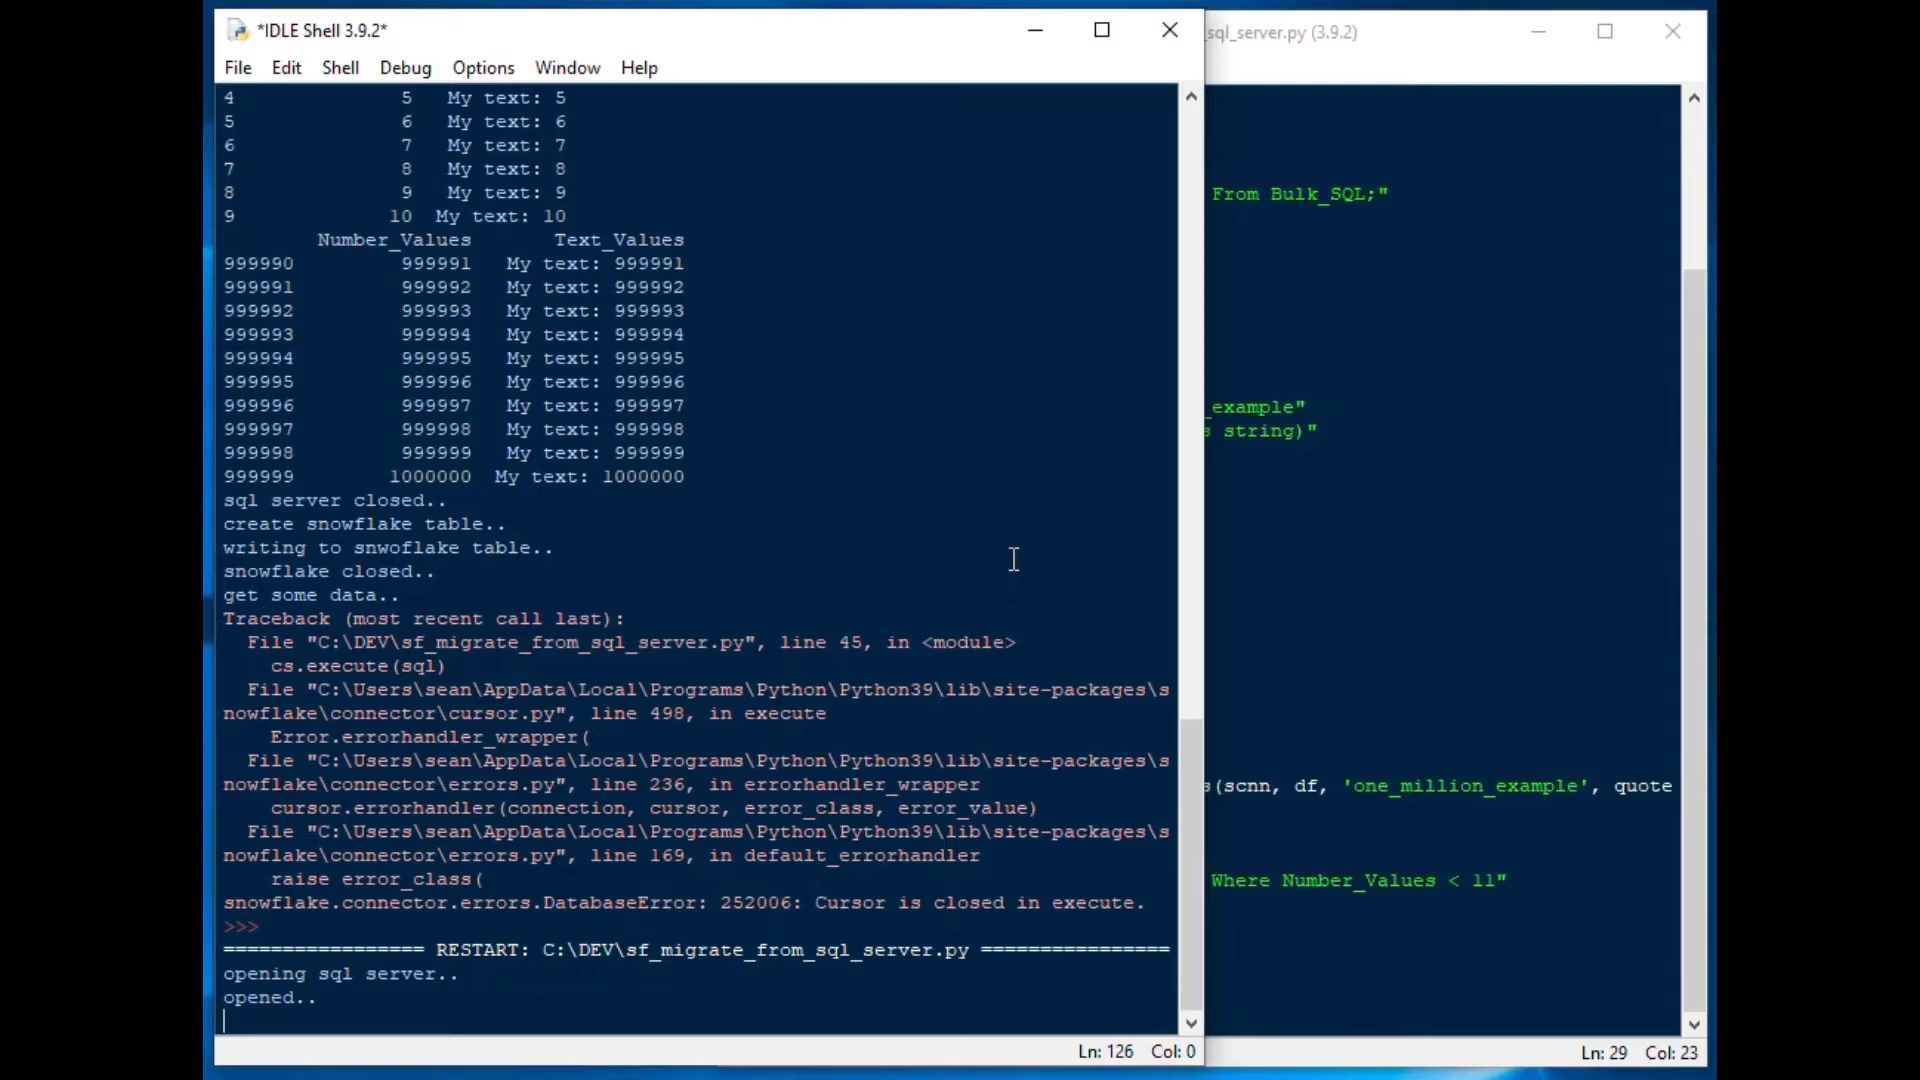 *IDLE Shell 3.9.2*
File Edit Shell Debug Options Window Help
4 5 My text: 5
5 6 My text: 6
6 7 My text: 7
7 8 My text: 8
8 9 My text: 9
9 10 My text: 10
Number_Values Text_Values
999990 999991 My text: 999991
999991 999992 My text: 999992
999992 999993 My text: 999993
999993 999994 My text: 999994
999994 999995 My text: 999995
999995 999996 My text: 999996
999996 999997 My text: 999997
999997 999998 My text: 999998
999998 999999 My text: 999999
999999 1000000 My text: 1000000
sql server closed..
create snowflake table..
writing to snwoflake table..
snowflake closed..
get some data..
Traceback (most recent call last):
File "C:\DEV\sf_migrate_from_sql_server.py", line 45, in <module>
cs.execute(sql)
File "C:\Users\sean\AppData\Local\Programs\Python\Python39\lib\site-packages\s
nowflake\connector\cursor.py", line 498, in execute
Error.errorhandler_wrapper(
File "C:\Users\sean\AppData\Local\Programs\Python\Python39\lib\site-packages\s
nowflake\connector\errors.py", line 236, in errorhandler_wrapper
cursor.errorhandler(connection, cursor, error_class, error_value)
File "C:\Users\sean\AppData\Local\Programs\Python\Python39\lib\site-packages\s
nowflake\connector\errors.py", line 169, in default_errorhandler
raise error_class(
snowflake.connector.errors.DatabaseError: 252006: Cursor is closed in execute.
>>>
================= RESTART: C:\DEV\sf_migrate_from_sql_server.py ================
opening sql server..
opened..
Ln: 126 Col: 0
_sql_server.py (3.9.2)
From Bulk_SQL;"
_example"
s string)"
s(scnn, df, 'one_million_example', quote
Where Number_Values < 11"
Ln: 29 Col: 23